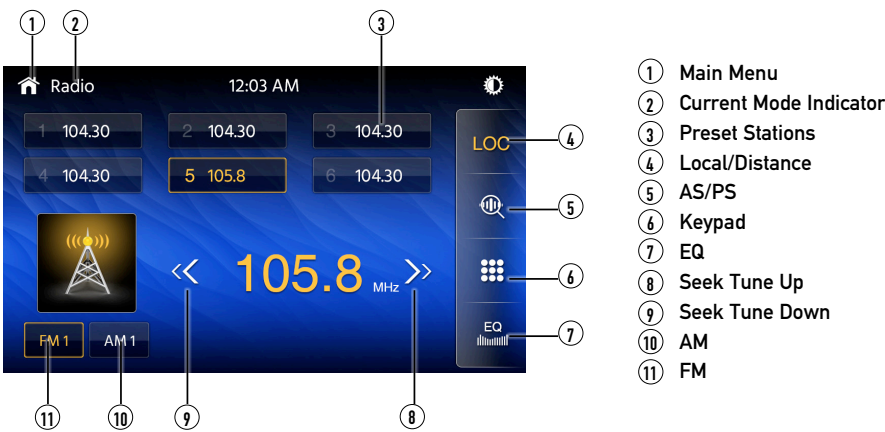 1 2 3
Radio 12:03 AM
1 104.30 2 104.30 3 104.30
4 104.30 5 105.8 6 104.30
LOC 4
5
105.8 MHz
6
EQ 7
FM 1 AM 1
11 10 9 8
1 Main Menu
2 Current Mode Indicator
3 Preset Stations
4 Local/Distance
5 AS/PS
6 Keypad
7 EQ
8 Seek Tune Up
9 Seek Tune Down
10 AM
11 FM